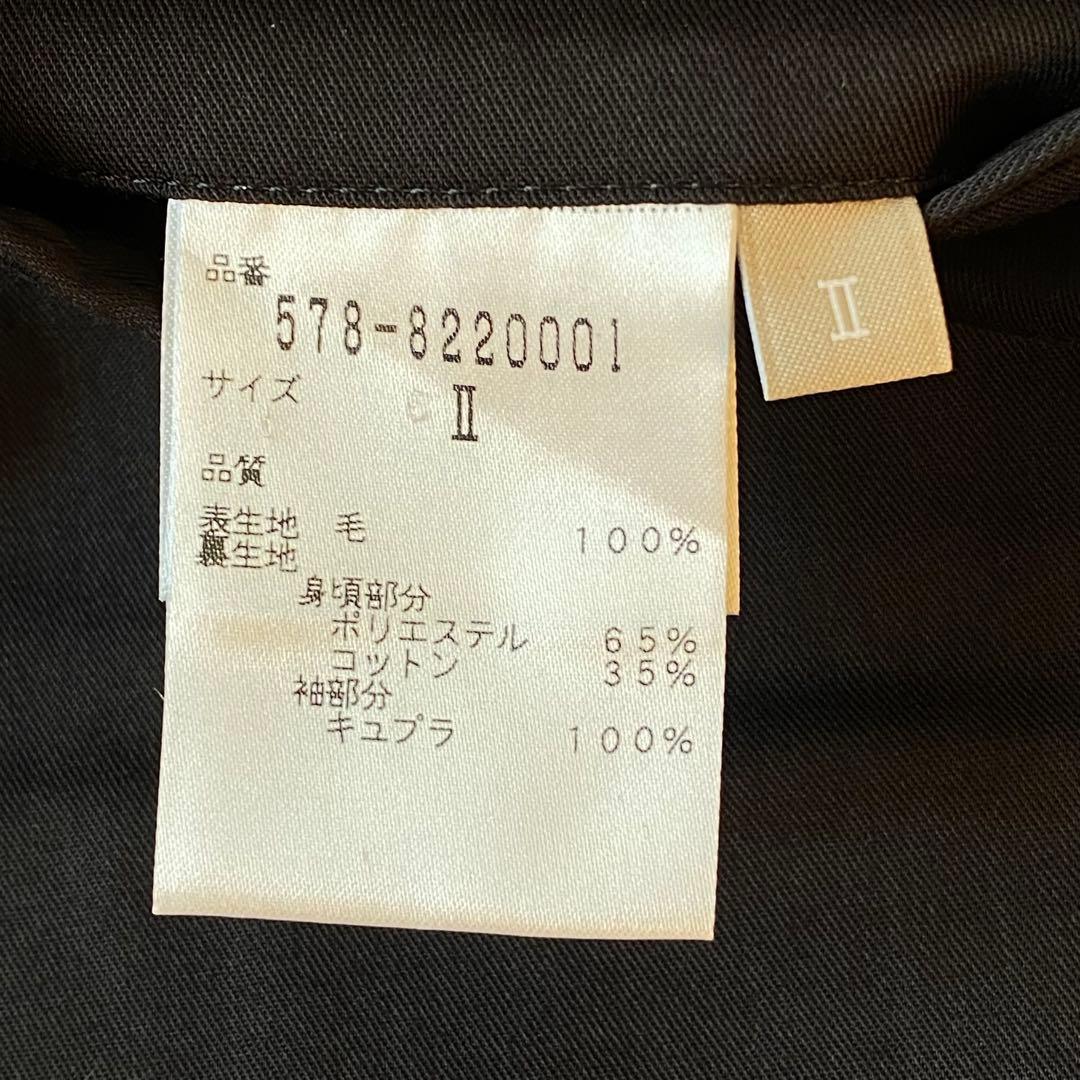 品番
578-8220001
サイズ Ⅱ
品質
表生地 毛 100%
裏生地
身頃部分
ポリエステル 65%
コットン 35%
袖部分
キュプラ 100%
Ⅱ